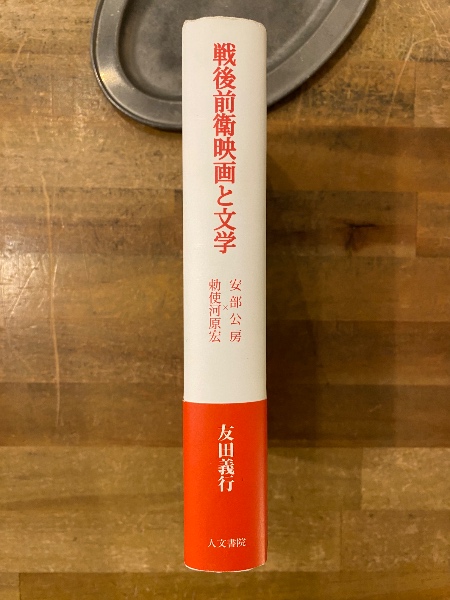 戦後前衛映画と文学
安部公房
×
勅使河原宏
友田義行
人文書院